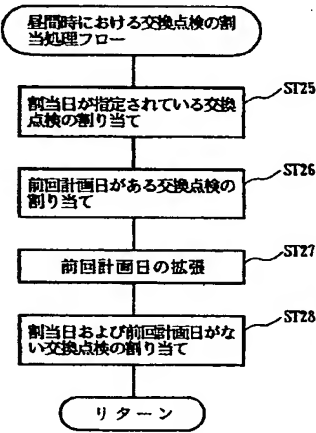 昼間時における交換点検の割
当処理フロー
ST25
割当日が指定されている交換
点検の割り当て
ST26
前回計画日がある交換点検の
割り当て
ST27
前回計画日の拡張
ST28
割当日および前回計画日がな
い交換点検の割り当て
リターン